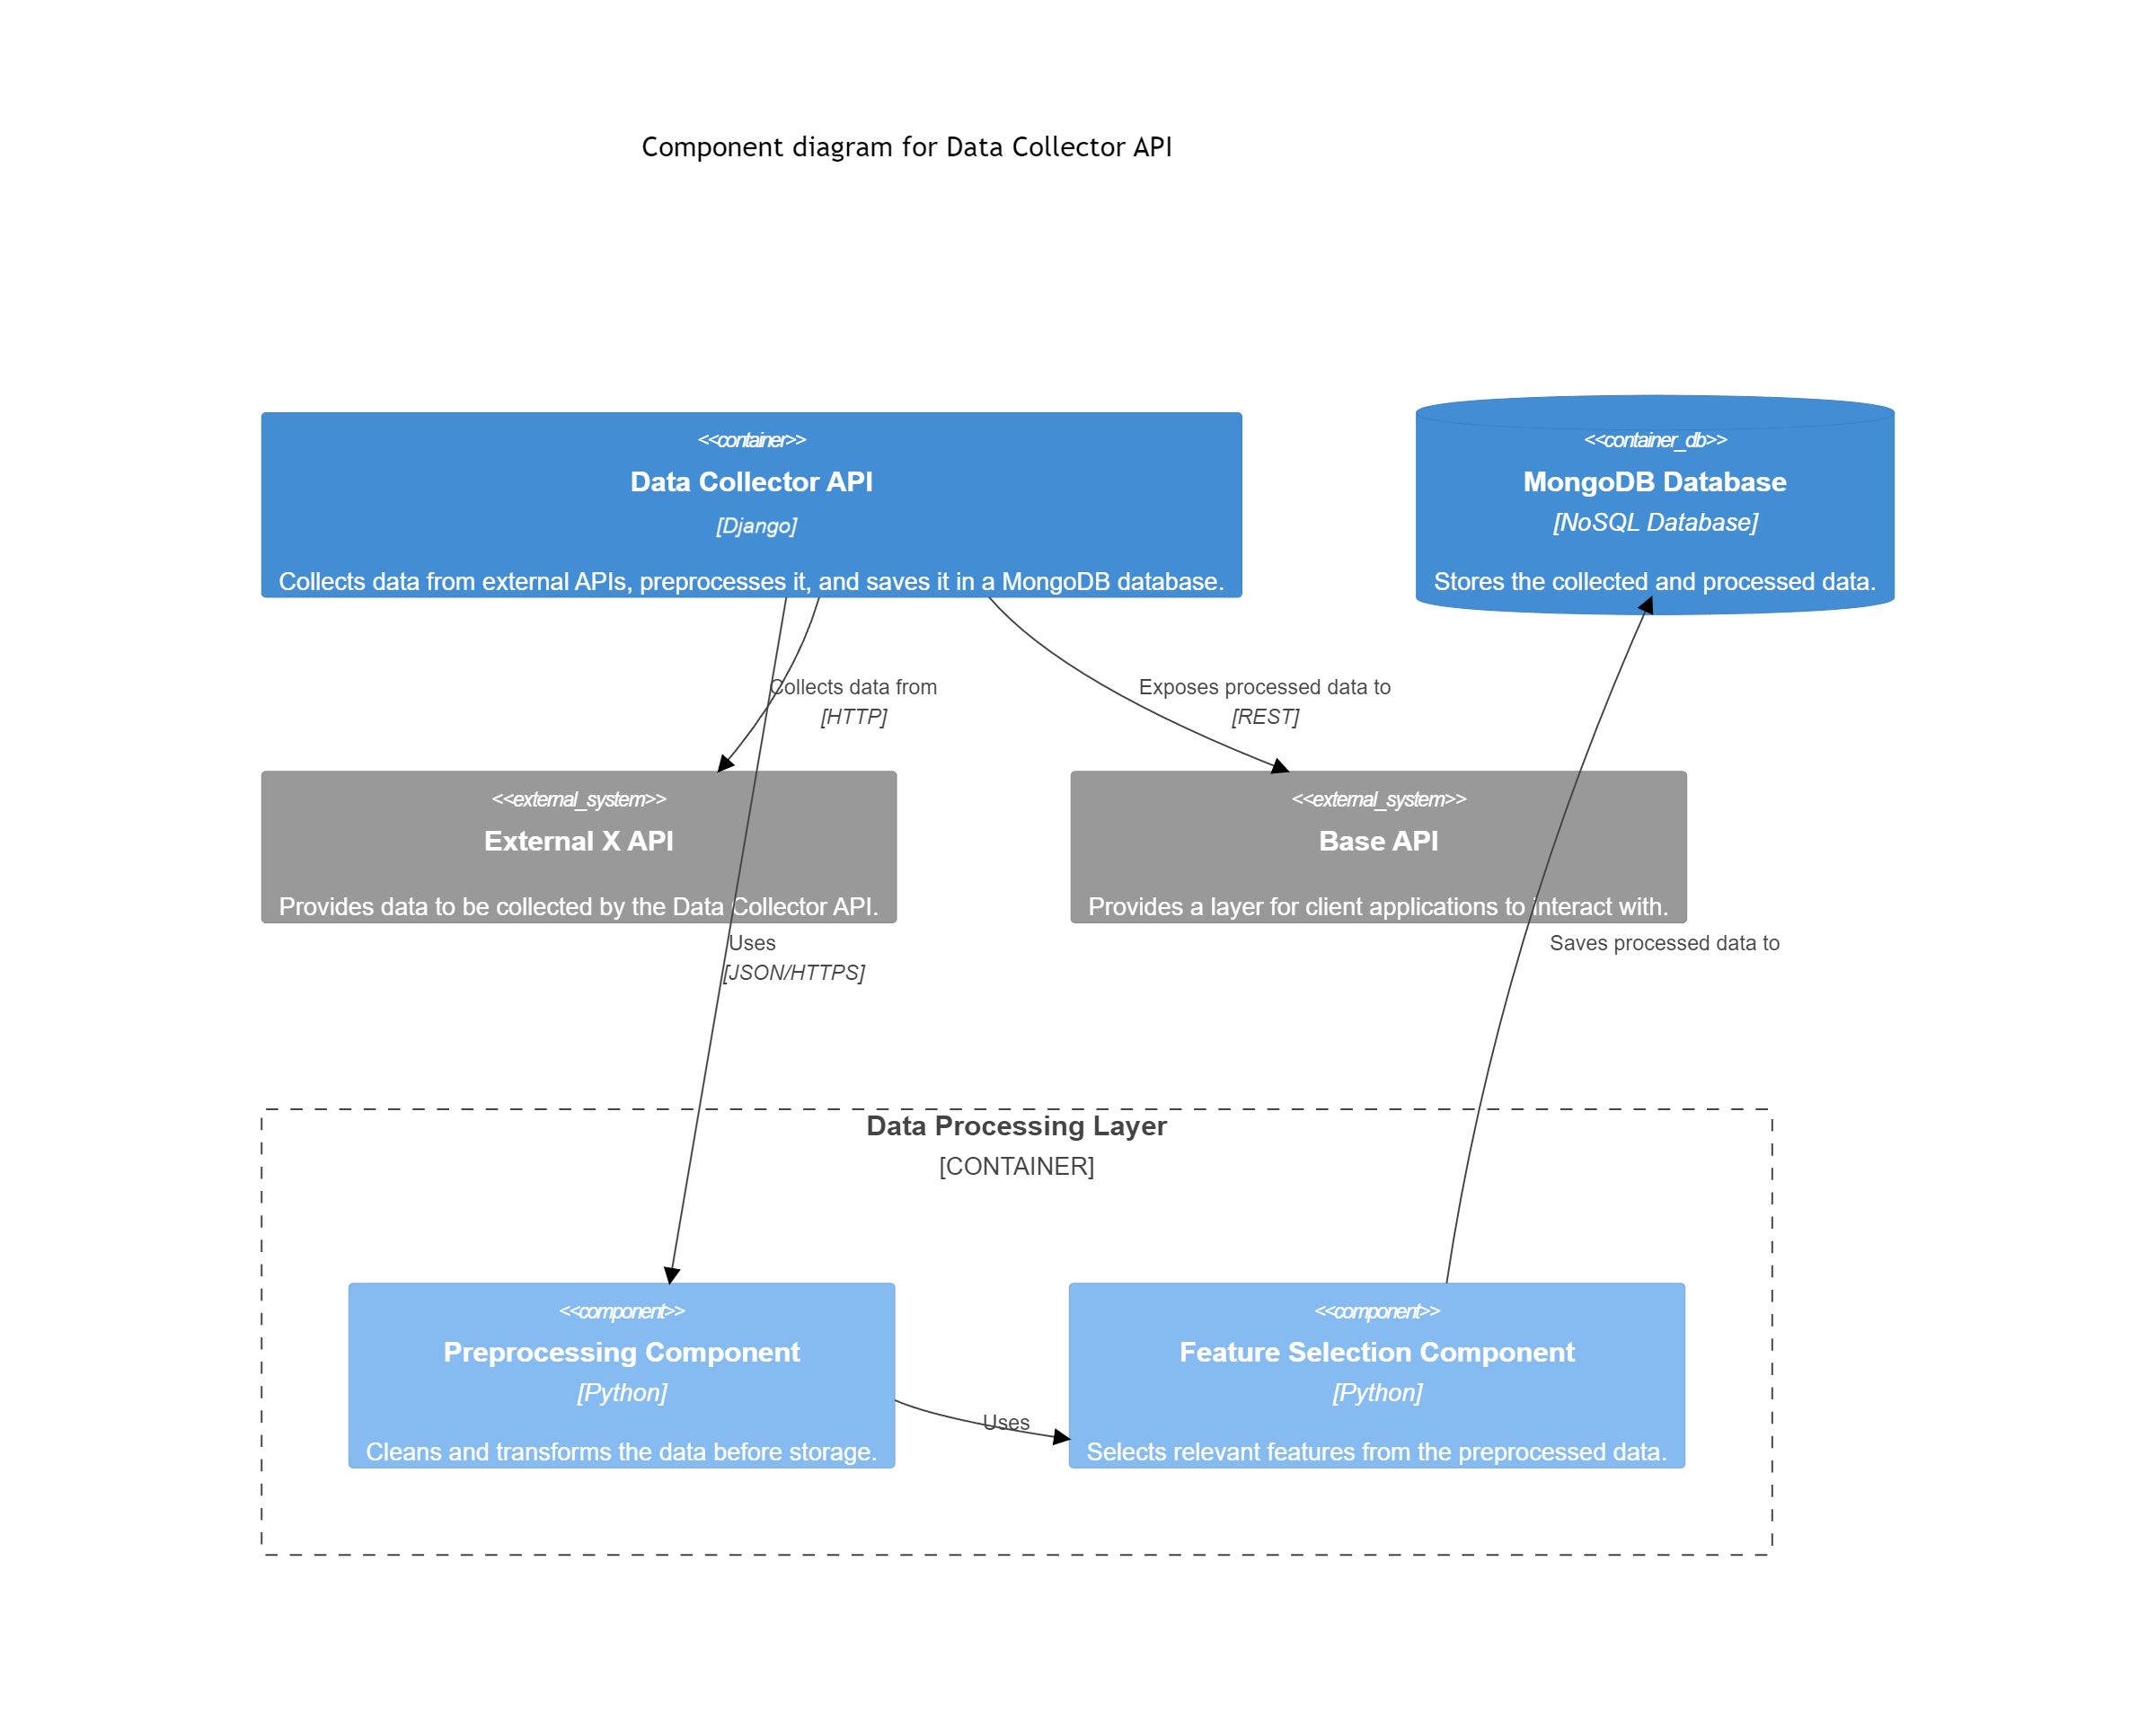 Component diagram for Data Collector API
<<container>>
Data Collector API
[Django]
Collects data from external APIs, preprocesses it, and saves it in a MongoDB database.
<<container_db>>
MongoDB Database
[NoSQL Database]
Stores the collected and processed data.
Collects data from
[HTTP]
Exposes processed data to
[REST]
<<external_system>>
External X API
Provides data to be collected by the Data Collector API.
<<external_system>>
Base API
Provides a layer for client applications to interact with.
Uses
[JSON/HTTPS]
Saves processed data to
Data Processing Layer
[CONTAINER]
<<component>>
Preprocessing Component
[Python]
Cleans and transforms the data before storage.
Uses
<<component>>
Feature Selection Component
[Python]
Selects relevant features from the preprocessed data.